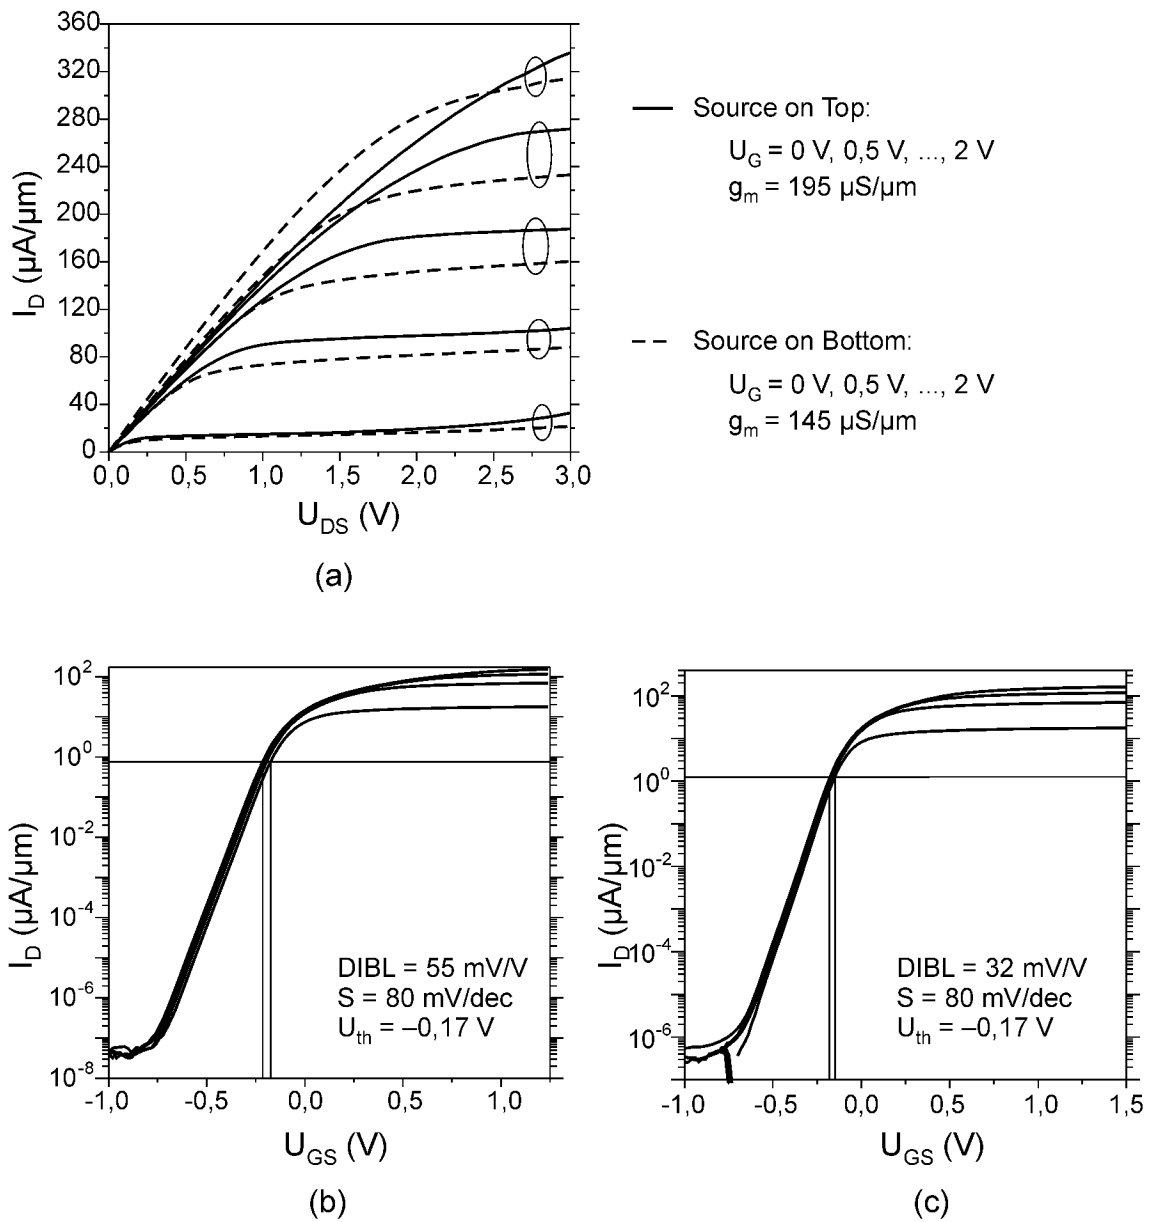 360
320
280
240
200
160
120
80
40
0
I_D (µA/µm)
0,0 0,5 1,0 1,5 2,0 2,5 3,0
U_DS (V)
(a)
Source on Top:
U_G = 0 V, 0,5 V, ..., 2 V
g_m = 195 µS/µm
Source on Bottom:
U_G = 0 V, 0,5 V, ..., 2 V
g_m = 145 µS/µm
10^2
10^0
10^-2
10^-4
10^-6
10^-8
I_D (µA/µm)
DIBL = 55 mV/V
S = 80 mV/dec
U_th = –0,17 V
-1,0 -0,5 0,0 0,5 1,0
U_GS (V)
(b)
10^2
10^0
10^-2
10^-4
10^-6
I_D (µA/µm)
DIBL = 32 mV/V
S = 80 mV/dec
U_th = –0,17 V
-1,0 -0,5 0,0 0,5 1,0 1,5
U_GS (V)
(c)